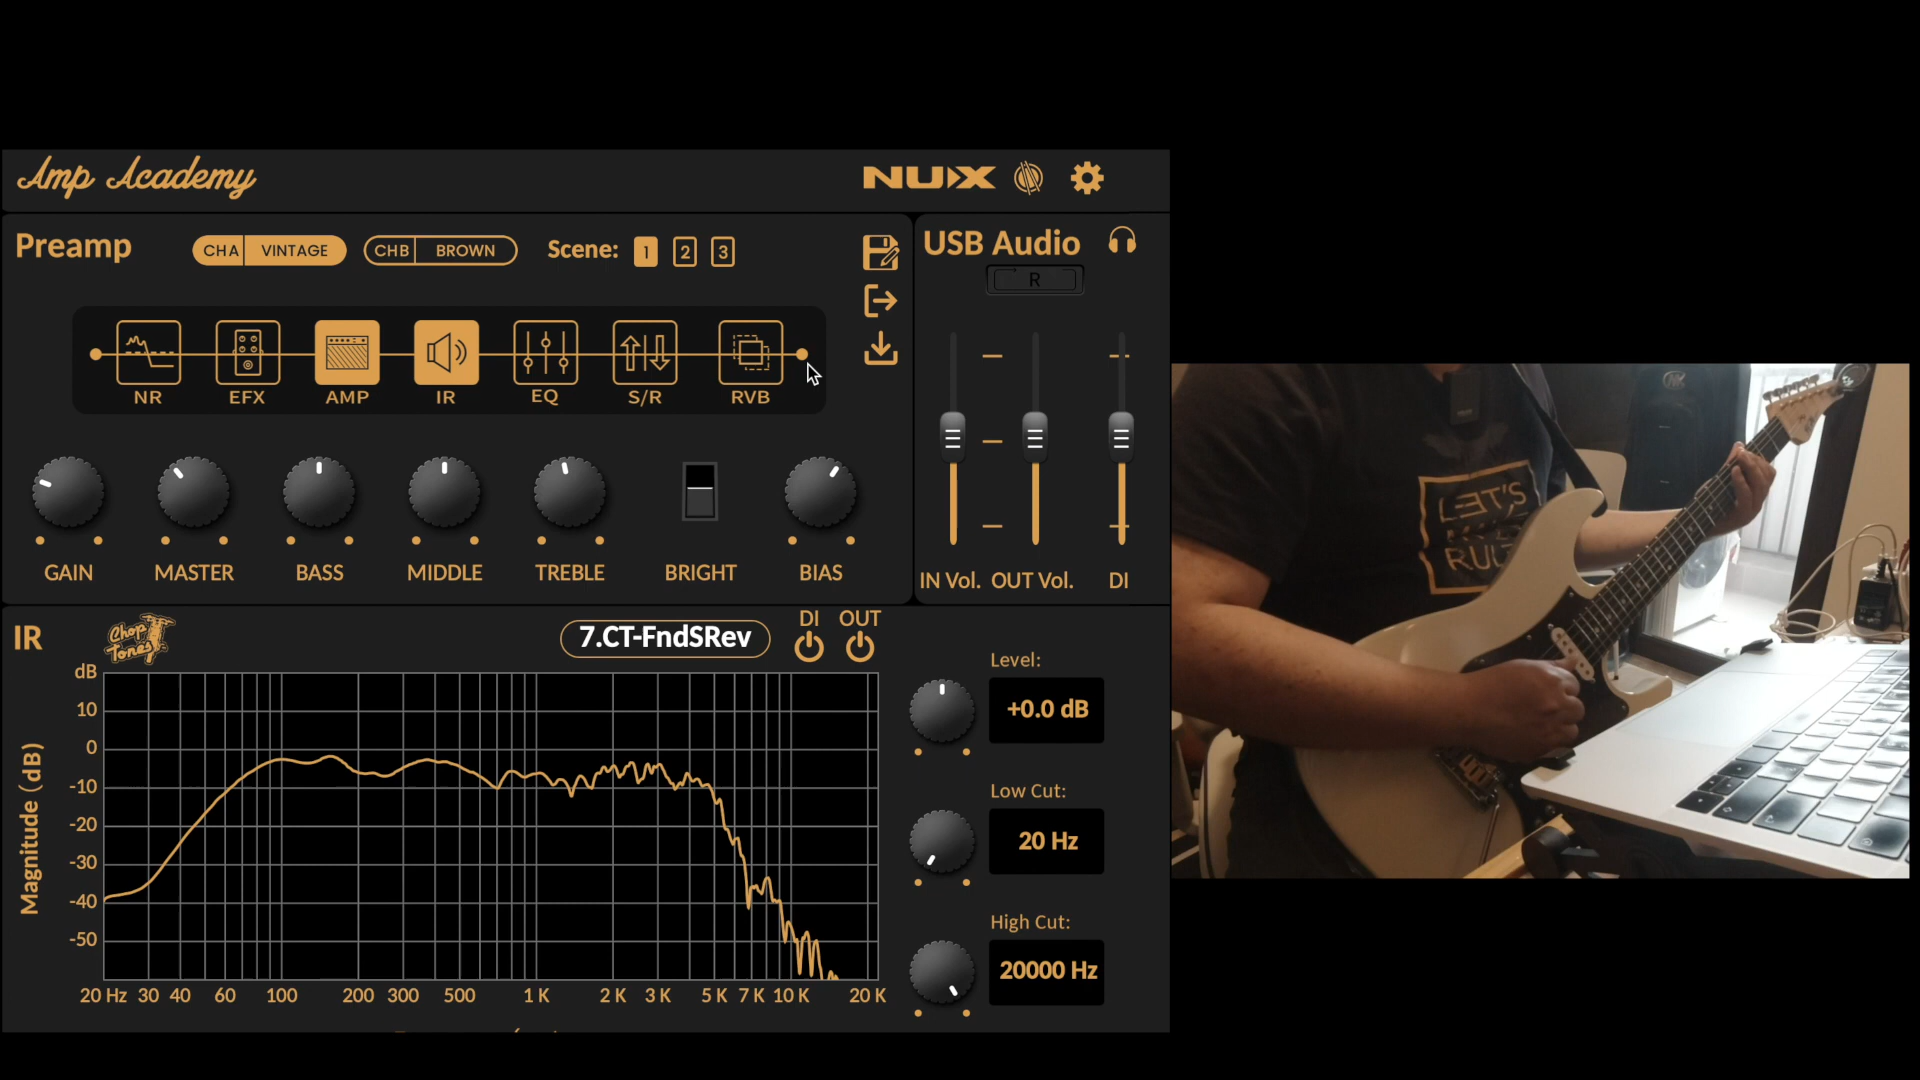 Amp Academy
NUX
Preamp
CHA VINTAGE
CHB BROWN
Scene: 1 2 3
USB Audio
R
NR EFX AMP IR EQ S/R RVB
GAIN MASTER BASS MIDDLE TREBLE BRIGHT BIAS
IN Vol. OUT Vol. DI
IR
Chop Tones
7.CT-FndSRev
DI OUT
dB
10
0
-10
-20
-30
-40
-50
Magnitude (dB)
20 Hz 30 40 60 100 200 300 500 1 K 2 K 3 K 5 K 7 K 10 K 20 K
Level:
+0.0 dB
Low Cut:
20 Hz
High Cut:
20000 Hz
LET'S